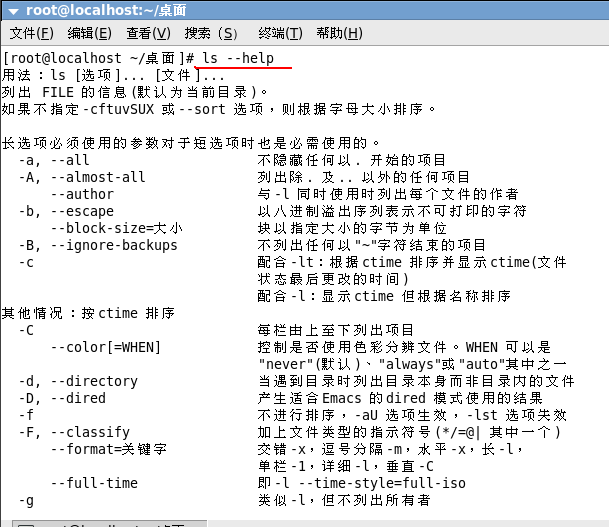 root@localhost:~/桌面
文件(F) 编辑(E) 查看(V) 搜索 (S) 终端(T) 帮助(H)
[root@localhost ~/桌面]# ls --help
用法：ls [选项]... [文件]...
列出 FILE 的信息(默认为当前目录)。
如果不指定-cftuvSUX 或--sort 选项，则根据字母大小排序。
长选项必须使用的参数对于短选项时也是必需使用的。
-a, --all 不隐藏任何以. 开始的项目
-A, --almost-all 列出除. 及.. 以外的任何项目
--author 与-l 同时使用时列出每个文件的作者
-b, --escape 以八进制溢出序列表示不可打印的字符
--block-size=大小 块以指定大小的字节为单位
-B, --ignore-backups 不列出任何以"~"字符结束的项目
-c 配合-lt：根据ctime 排序并显示ctime(文件
状态最后更改的时间)
配合-l：显示ctime 但根据名称排序
其他情况：按ctime 排序
-C 每栏由上至下列出项目
--color[=WHEN] 控制是否使用色彩分辨文件。WHEN 可以是
"never"(默认)、"always"或"auto"其中之一
-d, --directory 当遇到目录时列出目录本身而非目录内的文件
-D, --dired 产生适合Emacs 的dired 模式使用的结果
-f 不进行排序，-aU 选项生效，-lst 选项失效
-F, --classify 加上文件类型的指示符号(*/=@| 其中一个)
--format=关键字 交错-x，逗号分隔-m，水平-x，长-l，
单栏-1，详细-l，垂直-C
--full-time 即-l --time-style=full-iso
-g 类似-l，但不列出所有者